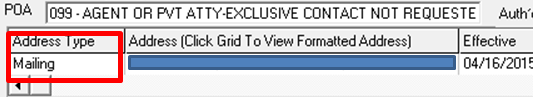 POA 099 - AGENT OR PVT ATTY-EXCLUSIVE CONTACT NOT REQUESTE Auth'd
Address Type Address (Click Grid To View Formatted Address) Effective
Mailing 04/16/2015